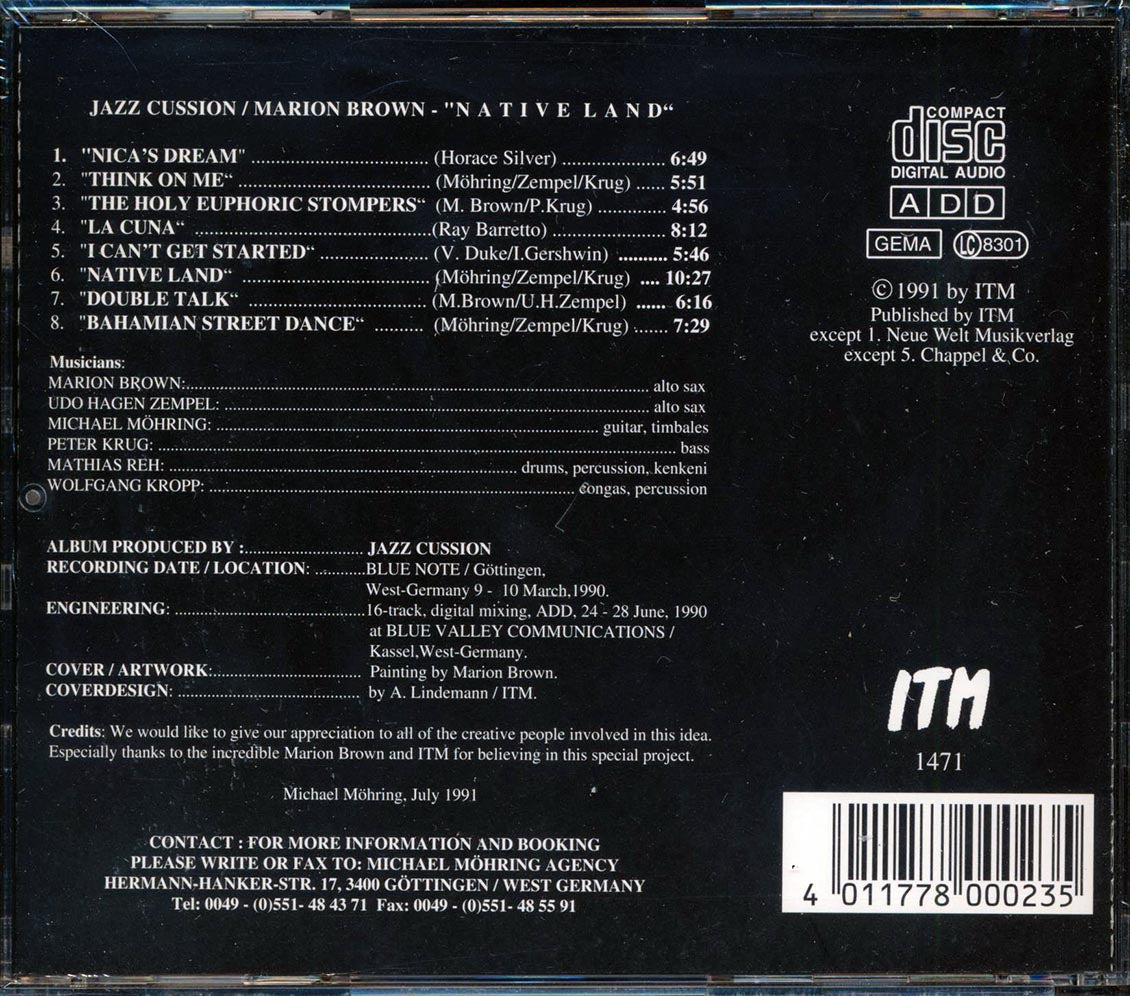 JAZZ CUSSION / MARION BROWN - "N A T I V E  L A N D“
1. "NICA'S DREAM" .............................. (Horace Silver) .................. 6:49
2. "THINK ON ME“ ................................. (Möhring/Zempel/Krug) ...... 5:51
3. "THE HOLY EUPHORIC STOMPERS“ (M. Brown/P.Krug) ............. 4:56
4. "LA CUNA“ ........................................(Ray Barretto) ..................... 8:12
5. "I CAN'T GET STARTED“ ................... (V. Duke/I.Gershwin) .......... 5:46
6. "NATIVE LAND“ ................................ (Möhring/Zempel/Krug) .... 10:27
7. "DOUBLE TALK“ ............................... (M.Brown/U.H.Zempel) ...... 6:16
8. "BAHAMIAN STREET DANCE“ .......... (Möhring/Zempel/Krug) ....... 7:29
Musicians:
MARION BROWN:.................................................. alto sax
UDO HAGEN ZEMPEL: .................................................. alto sax
MICHAEL MÖHRING: .................................................. guitar, timbales
PETER KRUG: .................................................. bass
MATHIAS REH: .................................................. drums, percussion, kenkeni
WOLFGANG KROPP: .................................................. congas, percussion
ALBUM PRODUCED BY :.......................... JAZZ CUSSION
RECORDING DATE / LOCATION: ...........BLUE NOTE / Göttingen,
West-Germany 9 - 10 March,1990.
ENGINEERING: .........................................16-track, digital mixing, ADD, 24 - 28 June, 1990
at BLUE VALLEY COMMUNICATIONS /
Kassel,West-Germany.
COVER / ARTWORK:................................. Painting by Marion Brown.
COVERDESIGN: ......................................... by A. Lindemann / ITM.
Credits: We would like to give our appreciation to all of the creative people involved in this idea.
Especially thanks to the incredible Marion Brown and ITM for believing in this special project.
Michael Möhring, July 1991
CONTACT : FOR MORE INFORMATION AND BOOKING
PLEASE WRITE OR FAX TO: MICHAEL MÖHRING AGENCY
HERMANN-HANKER-STR. 17, 3400 GÖTTINGEN / WEST GERMANY
Tel: 0049 - (0)551- 48 43 71 Fax: 0049 - (0)551- 48 55 91
COMPACT
disc
DIGITAL AUDIO
A D D
GEMA LC 8301
© 1991 by ITM
Published by ITM
except 1. Neue Welt Musikverlag
except 5. Chappel & Co.
ITM
1471
4 011778 000235